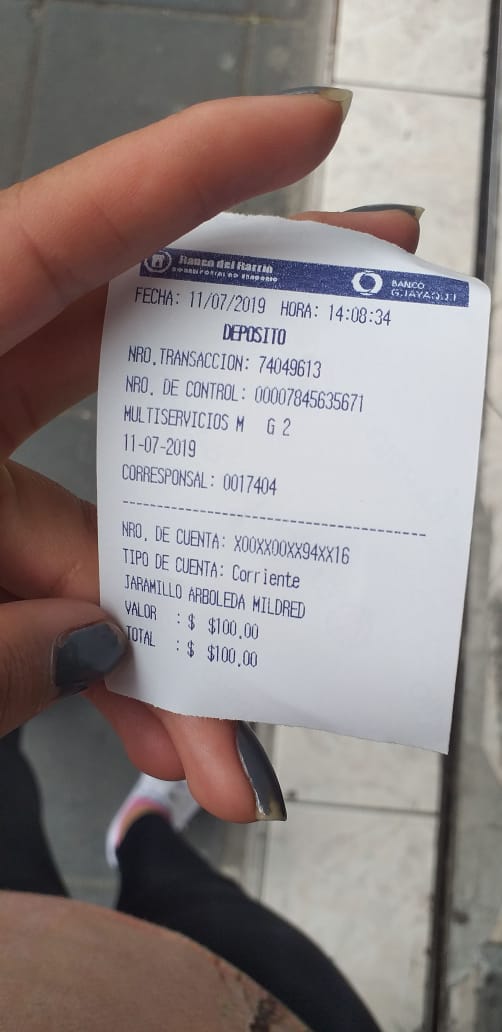 Banco del Barrio
CORRESPONSAL NO BANCARIO
BANCO
GUAYAQUIL
FECHA: 11/07/2019 HORA: 14:08:34
DEPOSITO
NRO.TRANSACCION: 74049613
NRO. DE CONTROL: 00007845635671
MULTISERVICIOS M G 2
11-07-2019
CORRESPONSAL: 0017404
NRO. DE CUENTA: X00XX00XX94XX16
TIPO DE CUENTA: Corriente
JARAMILLO ARBOLEDA MILDRED
VALOR : $ $100.00
TOTAL : $ $100.00